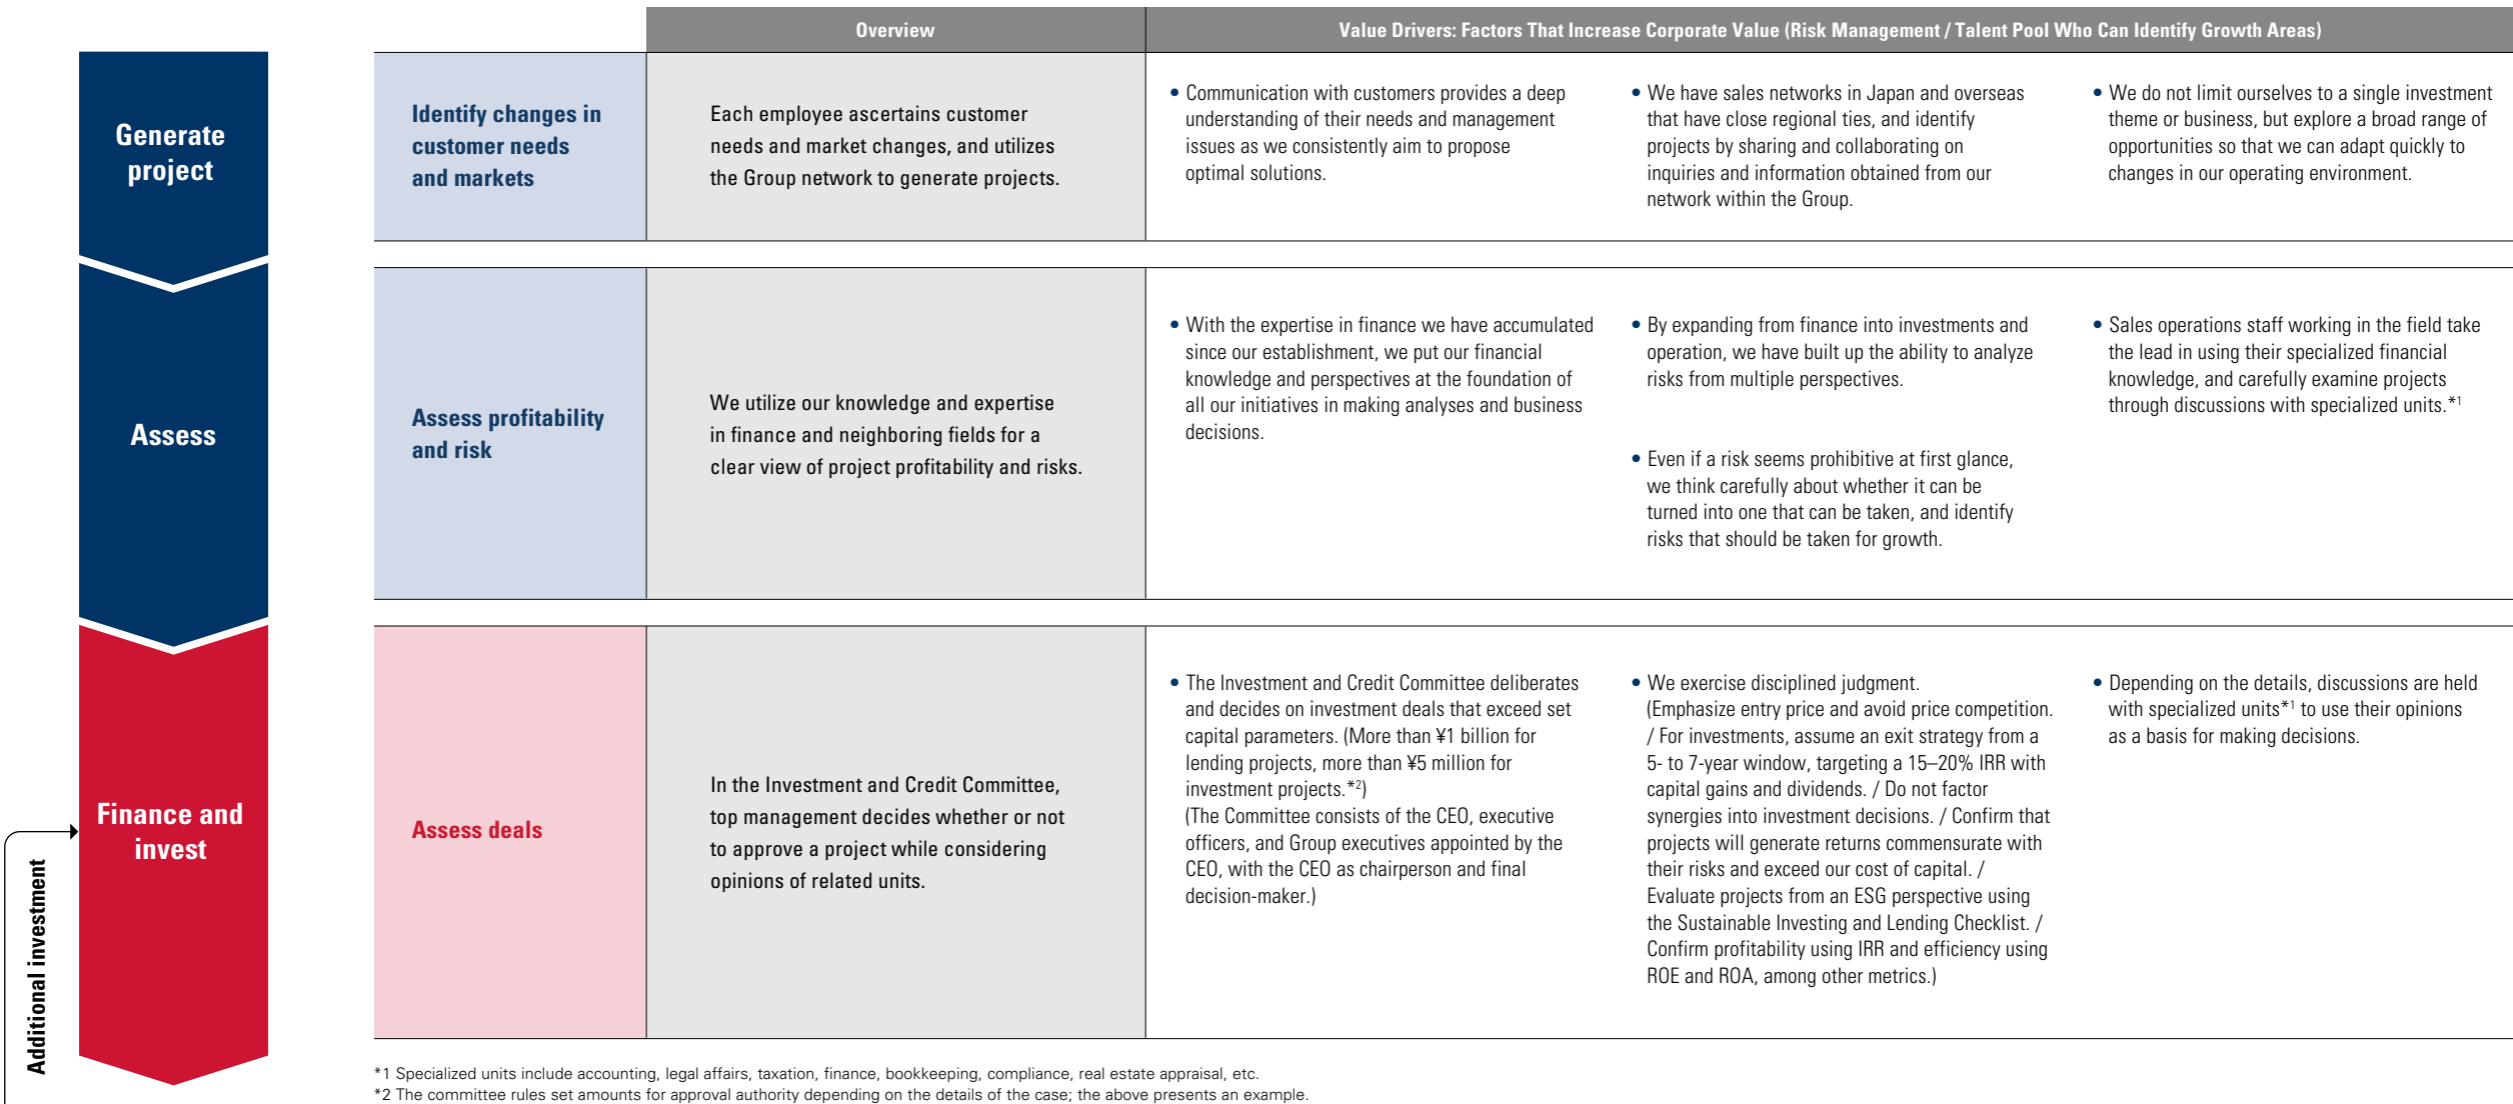 Overview
Value Drivers: Factors That Increase Corporate Value (Risk Management / Talent Pool Who Can Identify Growth Areas)
Generate
project
Identify changes in
customer needs
and markets
Each employee ascertains customer
needs and market changes, and utilizes
the Group network to generate projects.
• Communication with customers provides a deep
understanding of their needs and management
issues as we consistently aim to propose
optimal solutions.
• We have sales networks in Japan and overseas
that have close regional ties, and identify
projects by sharing and collaborating on
inquiries and information obtained from our
network within the Group.
• We do not limit ourselves to a single investment
theme or business, but explore a broad range of
opportunities so that we can adapt quickly to
changes in our operating environment.
Assess
Assess profitability
and risk
We utilize our knowledge and expertise
in finance and neighboring fields for a
clear view of project profitability and risks.
• With the expertise in finance we have accumulated
since our establishment, we put our financial
knowledge and perspectives at the foundation of
all our initiatives in making analyses and business
decisions.
• By expanding from finance into investments and
operation, we have built up the ability to analyze
risks from multiple perspectives.
• Even if a risk seems prohibitive at first glance,
we think carefully about whether it can be
turned into one that can be taken, and identify
risks that should be taken for growth.
• Sales operations staff working in the field take
the lead in using their specialized financial
knowledge, and carefully examine projects
through discussions with specialized units.*1
Finance and
invest
Additional investment
Assess deals
In the Investment and Credit Committee,
top management decides whether or not
to approve a project while considering
opinions of related units.
• The Investment and Credit Committee deliberates
and decides on investment deals that exceed set
capital parameters. (More than ¥1 billion for
lending projects, more than ¥5 million for
investment projects.*2)
(The Committee consists of the CEO, executive
officers, and Group executives appointed by the
CEO, with the CEO as chairperson and final
decision-maker.)
• We exercise disciplined judgment.
(Emphasize entry price and avoid price competition.
/ For investments, assume an exit strategy from a
5- to 7-year window, targeting a 15–20% IRR with
capital gains and dividends. / Do not factor
synergies into investment decisions. / Confirm that
projects will generate returns commensurate with
their risks and exceed our cost of capital. /
Evaluate projects from an ESG perspective using
the Sustainable Investing and Lending Checklist. /
Confirm profitability using IRR and efficiency using
ROE and ROA, among other metrics.)
• Depending on the details, discussions are held
with specialized units*1 to use their opinions
as a basis for making decisions.
*1 Specialized units include accounting, legal affairs, taxation, finance, bookkeeping, compliance, real estate appraisal, etc.
*2 The committee rules set amounts for approval authority depending on the details of the case; the above presents an example.